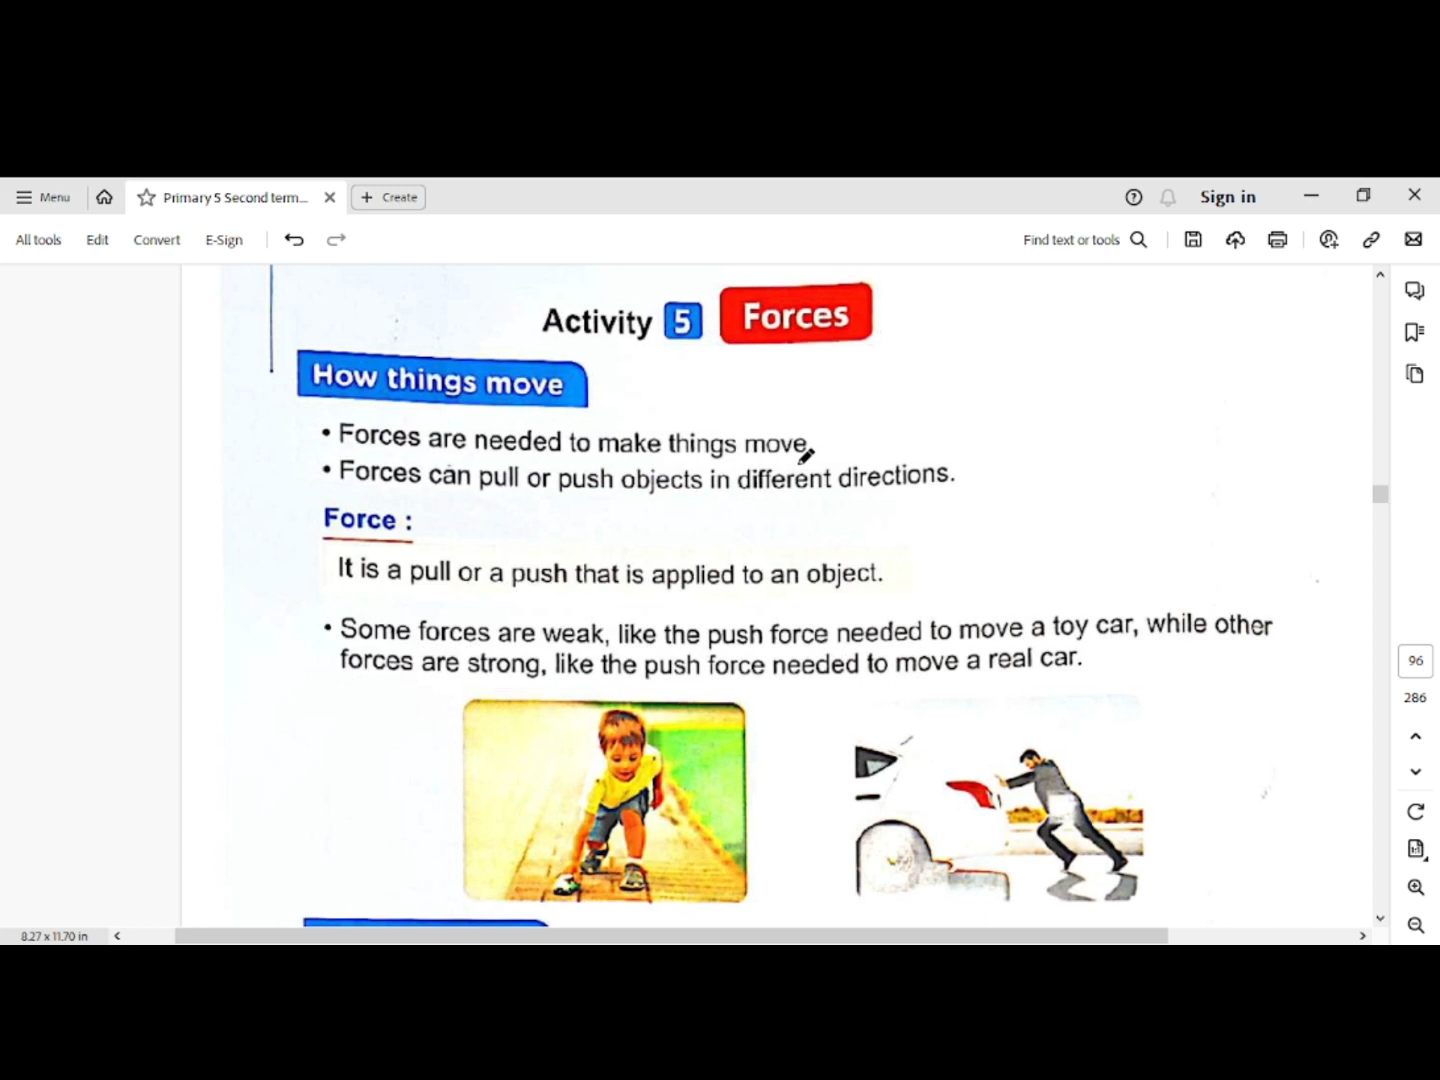 Menu
Primary 5 Second term...
Create
Sign in
All tools
Edit
Convert
E-Sign
Find text or tools
Activity 5 Forces
How things move
• Forces are needed to make things move.
• Forces can pull or push objects in different directions.
Force :
It is a pull or a push that is applied to an object.
• Some forces are weak, like the push force needed to move a toy car, while other
forces are strong, like the push force needed to move a real car.
96
286
8.27 x 11.70 in